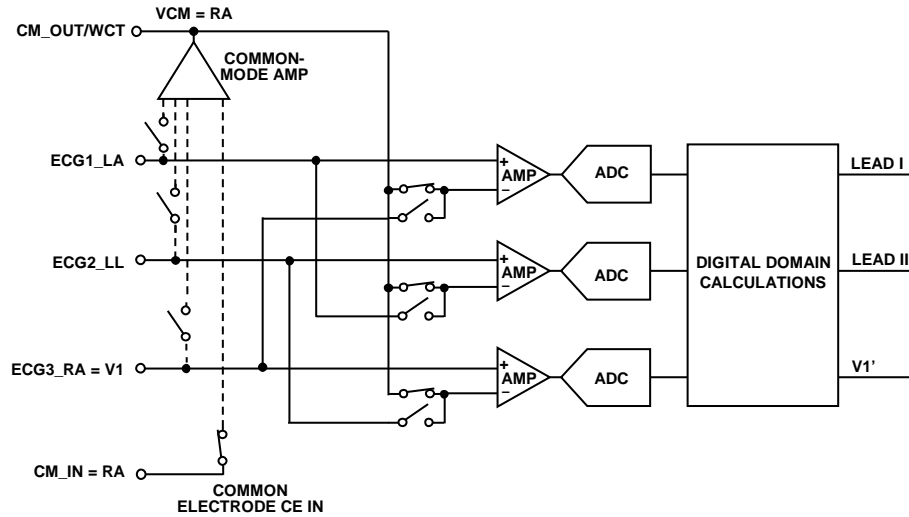 VCM = RA
CM_OUT/WCT
COMMON-
MODE AMP
ECG1_LA
+
AMP
–
ADC
LEAD I
ECG2_LL
+
AMP
–
ADC
DIGITAL DOMAIN
CALCULATIONS
LEAD II
ECG3_RA = V1
+
AMP
–
ADC
V1’
CM_IN = RA
COMMON
ELECTRODE CE IN